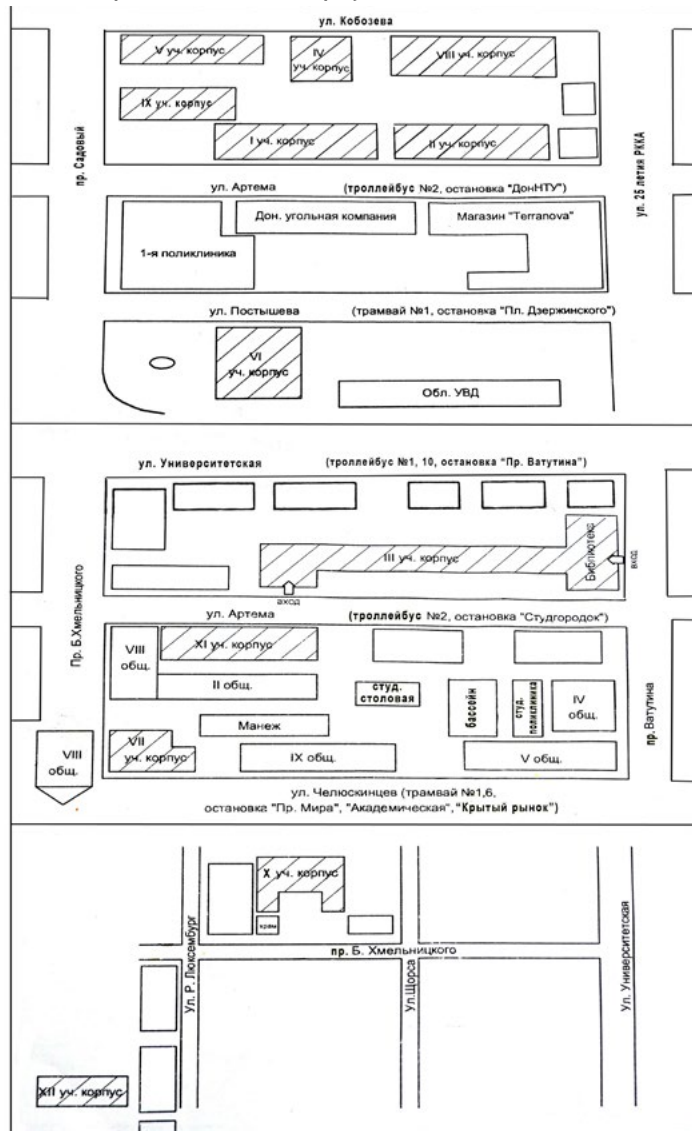 ул. Кобозева
V уч. корпус
IV
уч. корпус
VIII уч. корпус
IX уч. корпус
I уч. корпус
II уч. корпус
пр. Садовый
ул. 25 летия РККА
ул. Артема (троллейбус №2, остановка "ДонНТУ")
Дон. угольная компания
Магазин "Terranova"
1-я поликлиника
ул. Постышева (трамвай №1, остановка "Пл. Дзержинского")
VI
уч. корпус
Обл. УВД
ул. Университетская (троллейбус №1, 10, остановка "Пр. Ватутина")
III уч. корпус
Библиотека
вход
вход
Пр. Б.Хмельницкого
ул. Артема (троллейбус №2, остановка "Студгородок")
VIII
общ.
XI уч. корпус
II общ.
студ.
столовая
бассейн
студ.
поликлиника
IV
общ.
пр. Ватутина
Манеж
VII
уч. корпус
IX общ.
V общ.
VIII
общ.
ул. Челюскинцев (трамвай №1,6,
остановка "Пр. Мира", "Академическая", "Крытый рынок")
X уч. корпус
храм
Ул. Р. Люксембург
пр. Б. Хмельницкого
Ул.Щорса
Ул. Университетская
XII уч. корпус